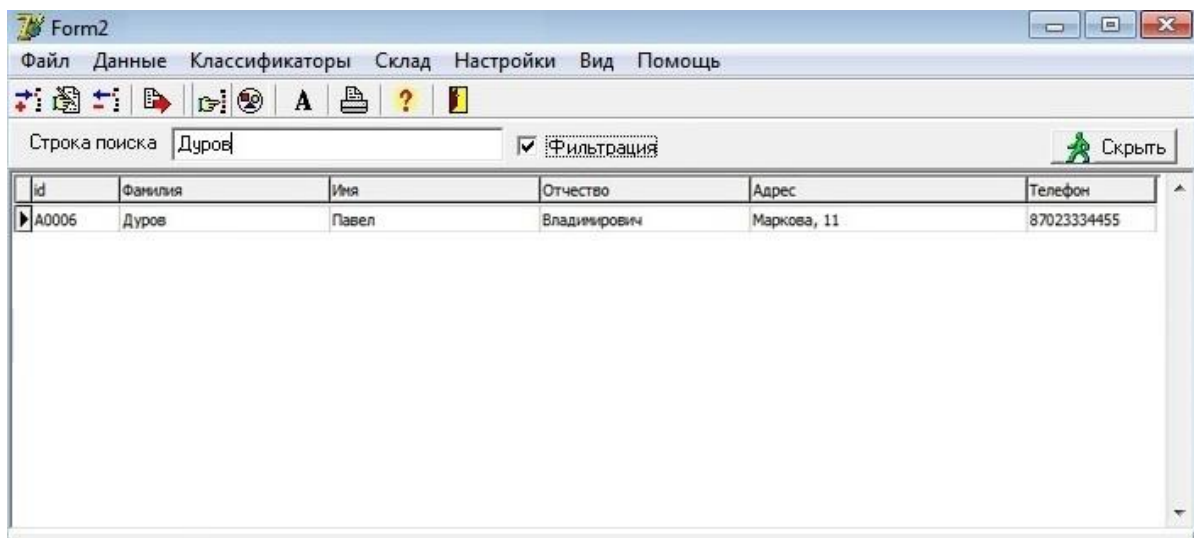 Form2
Файл Данные Классификаторы Склад Настройки Вид Помощь
A ?
Строка поиска Дуров Фильтрация Скрыть
id Фамилия Имя Отчество Адрес Телефон
A0006 Дуров Павел Владимирович Маркова, 11 87023334455